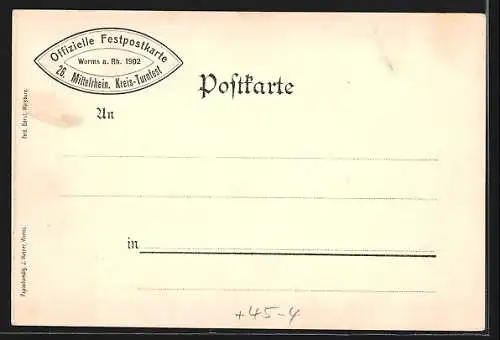 Offizielle Festpostkarte
Worms a. Rh. 1902
26. Mittelrhein. Kreis-Turnfest
Poſtkarte
An
in
+45-4